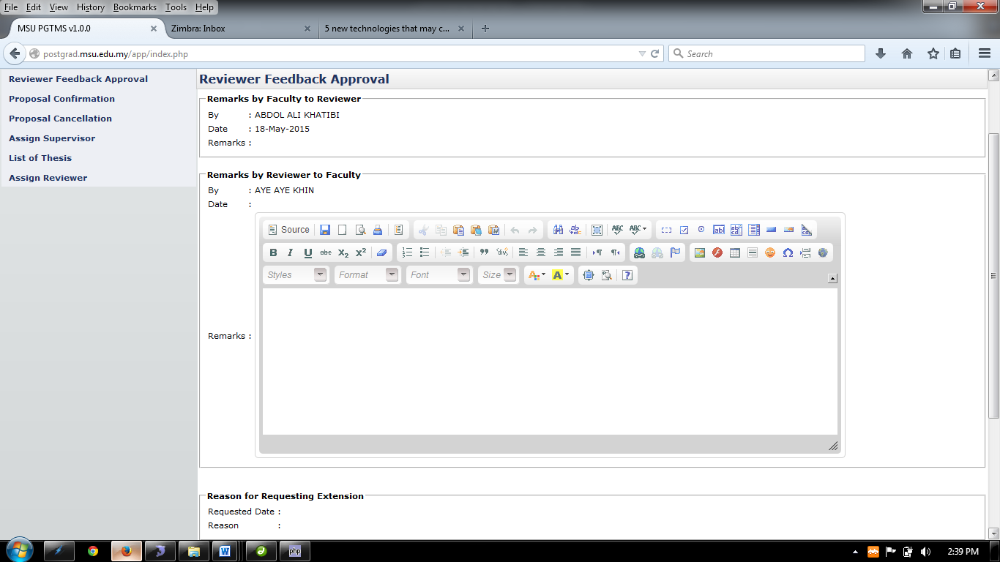 File Edit View History Bookmarks Tools Help
MSU PGTMS v1.0.0 Zimbra: Inbox 5 new technologies that may c...
postgrad.msu.edu.my/app/index.php Search
Reviewer Feedback Approval
Proposal Confirmation
Proposal Cancellation
Assign Supervisor
List of Thesis
Assign Reviewer
Reviewer Feedback Approval
Remarks by Faculty to Reviewer
By : ABDOL ALI KHATIBI
Date : 18-May-2015
Remarks :
Remarks by Reviewer to Faculty
By : AYE AYE KHIN
Date :
Source
B I U abc X₂ X²
Styles Format Font Size
Remarks :
Reason for Requesting Extension
Requested Date :
Reason :
php
2:39 PM